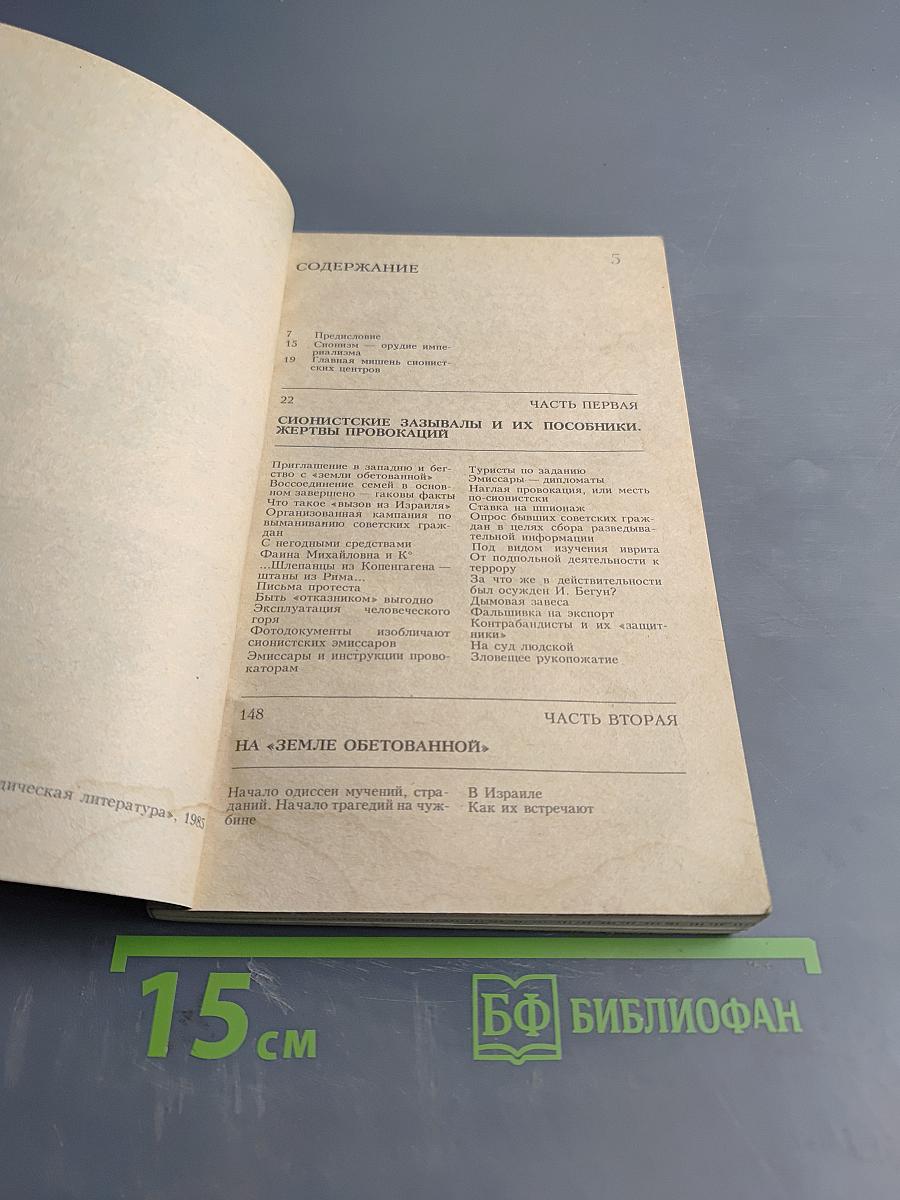 СОДЕРЖАНИЕ
5
7 Предисловие
15 Сионизм — орудие импе-
риализма
19 Главная мишень сионист-
ских центров
22
ЧАСТЬ ПЕРВАЯ
СИОНИСТСКИЕ ЗАЗЫВАЛЫ И ИХ ПОСОБНИКИ.
ЖЕРТВЫ ПРОВОКАЦИЙ
Приглашение в западню и бег-
ство с «земли обетованной»
Воссоединение семей в основ-
ном завершено — таковы факты
Что такое «вызов из Израиля»
Организованная кампания по
выманиванию советских граж-
дан
С негодными средствами
Фаина Михайловна и К°
...Шлепанцы из Копенгагена —
штаны из Рима...
Письма протеста
Быть «отказником» выгодно
Эксплуатация человеческого
горя
Фотодокументы изобличают
сионистских эмиссаров
Эмиссары и инструкции прово-
каторам
Туристы по заданию
Эмиссары — дипломаты
Наглая провокация, или месть
по-сионистски
Ставка на шпионаж
Опрос бывших советских граж-
дан в целях сбора разведыва-
тельной информации
Под видом изучения иврита
От подпольной деятельности к
террору
За что же в действительности
был осужден И. Бегун?
Дымовая завеса
Фальшивка на экспорт
Контрабандисты и их «защит-
ники»
На суд людской
Зловещее рукопожатие
148
ЧАСТЬ ВТОРАЯ
НА «ЗЕМЛЕ ОБЕТОВАННОЙ»
Начало одиссеи мучений, стра-
даний. Начало трагедий на чуж-
бине
В Израиле
Как их встречают
дическая литература», 1985
15 см
БФ БИБЛИОФАН